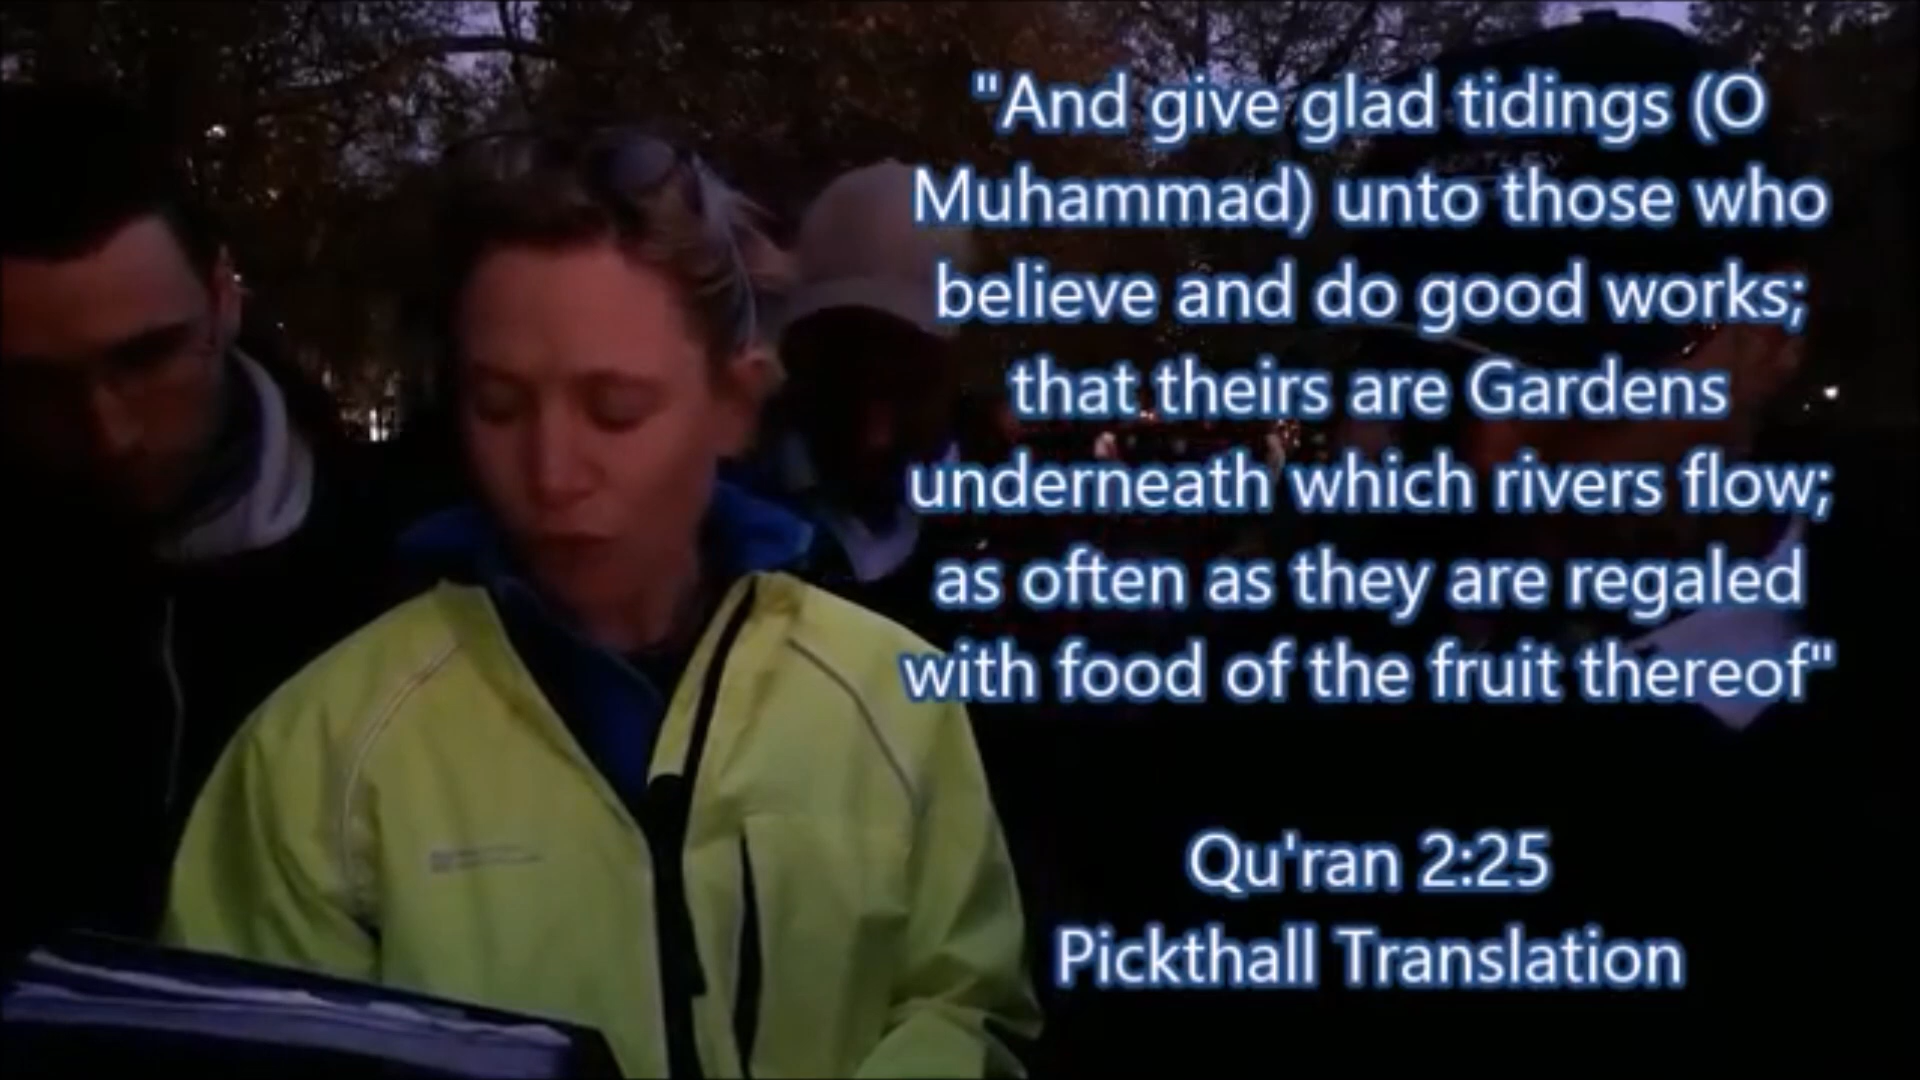 "And give glad tidings (O
Muhammad) unto those who
believe and do good works;
that theirs are Gardens
underneath which rivers flow;
as often as they are regaled
with food of the fruit thereof"
Qu'ran 2:25
Pickthall Translation